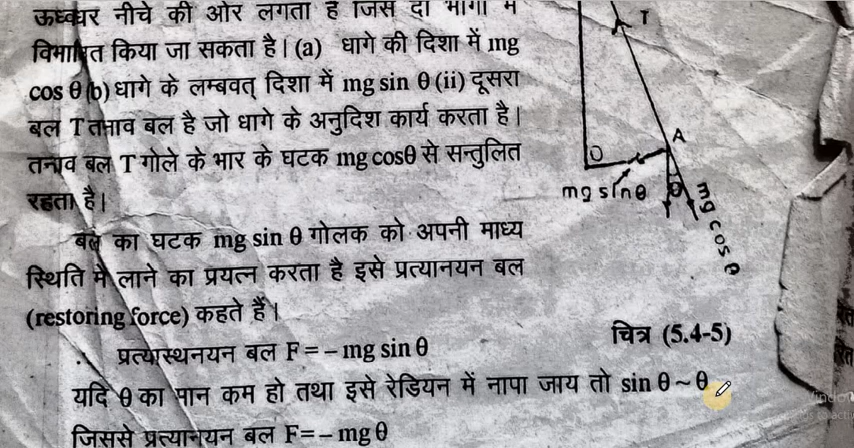 ऊर्ध्वाधर नीचे की ओर लगता है जिसे दो भागों में
विभाजित किया जा सकता है। (a) धागे की दिशा में mg
cos θ (b) धागे के लम्बवत् दिशा में mg sin θ (ii) दूसरा
बल T तनाव बल है जो धागे के अनुदिश कार्य करता है।
तनाव बल T गोले के भार के घटक mg cosθ से सन्तुलित
रहता है।
बल का घटक mg sin θ गोलक को अपनी माध्य
स्थिति में लाने का प्रयत्न करता है इसे प्रत्यानयन बल
(restoring force) कहते हैं।
∴ प्रत्यास्थनयन बल F = – mg sin θ
यदि θ का मान कम हो तथा इसे रेडियन में नापा जाय तो sin θ ~ θ
जिससे प्रत्यानयन बल F= – mg θ
T
A
O
mg sinθ
θ
mg cos θ
चित्र (5.4-5)